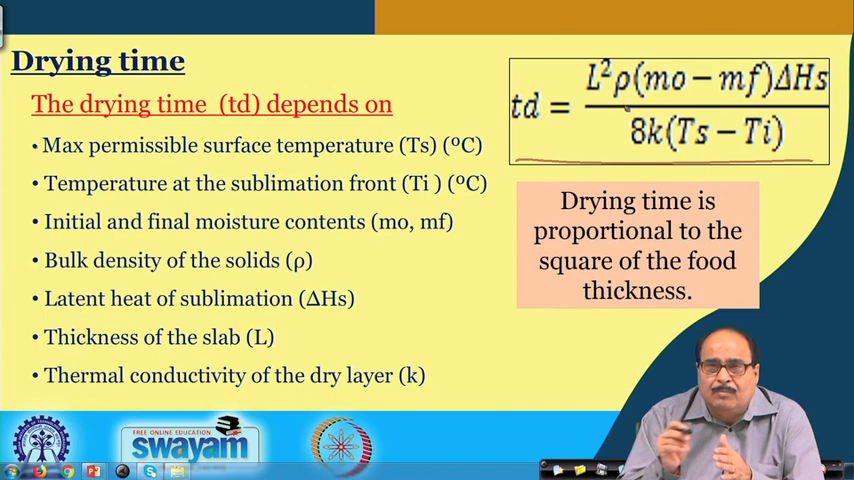 Drying time
The drying time (td) depends on
• Max permissible surface temperature (Ts) (ºC)
• Temperature at the sublimation front (Ti ) (ºC)
• Initial and final moisture contents (mo, mf)
• Bulk density of the solids (ρ)
• Latent heat of sublimation (ΔHs)
• Thickness of the slab (L)
• Thermal conductivity of the dry layer (k)
td = L²ρ(mo − mf)ΔHs
8k(Ts − Ti)
Drying time is
proportional to the
square of the food
thickness.
FREE ONLINE EDUCATION
swayam